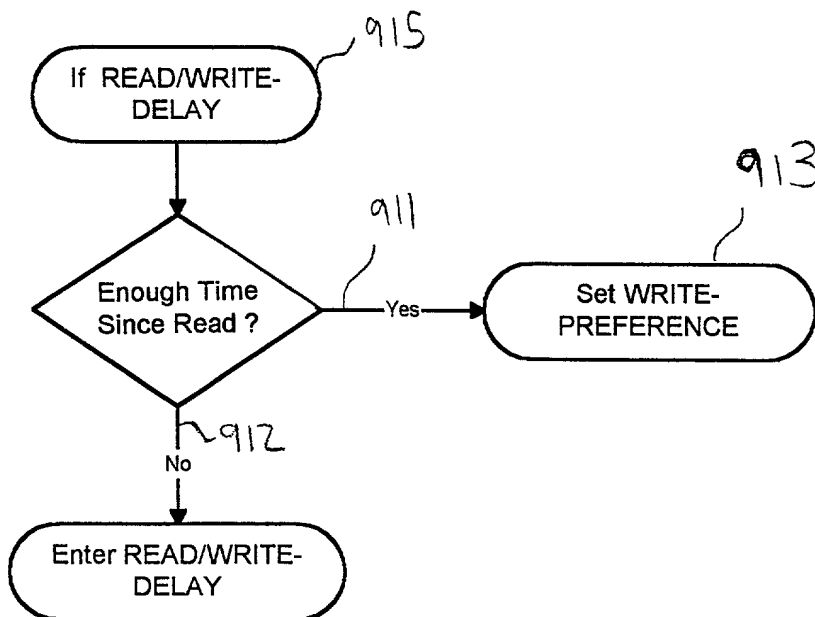 915
If READ/WRITE-
DELAY
913
911
Enough Time
Since Read ?
Yes
Set WRITE-
PREFERENCE
912
No
Enter READ/WRITE-
DELAY